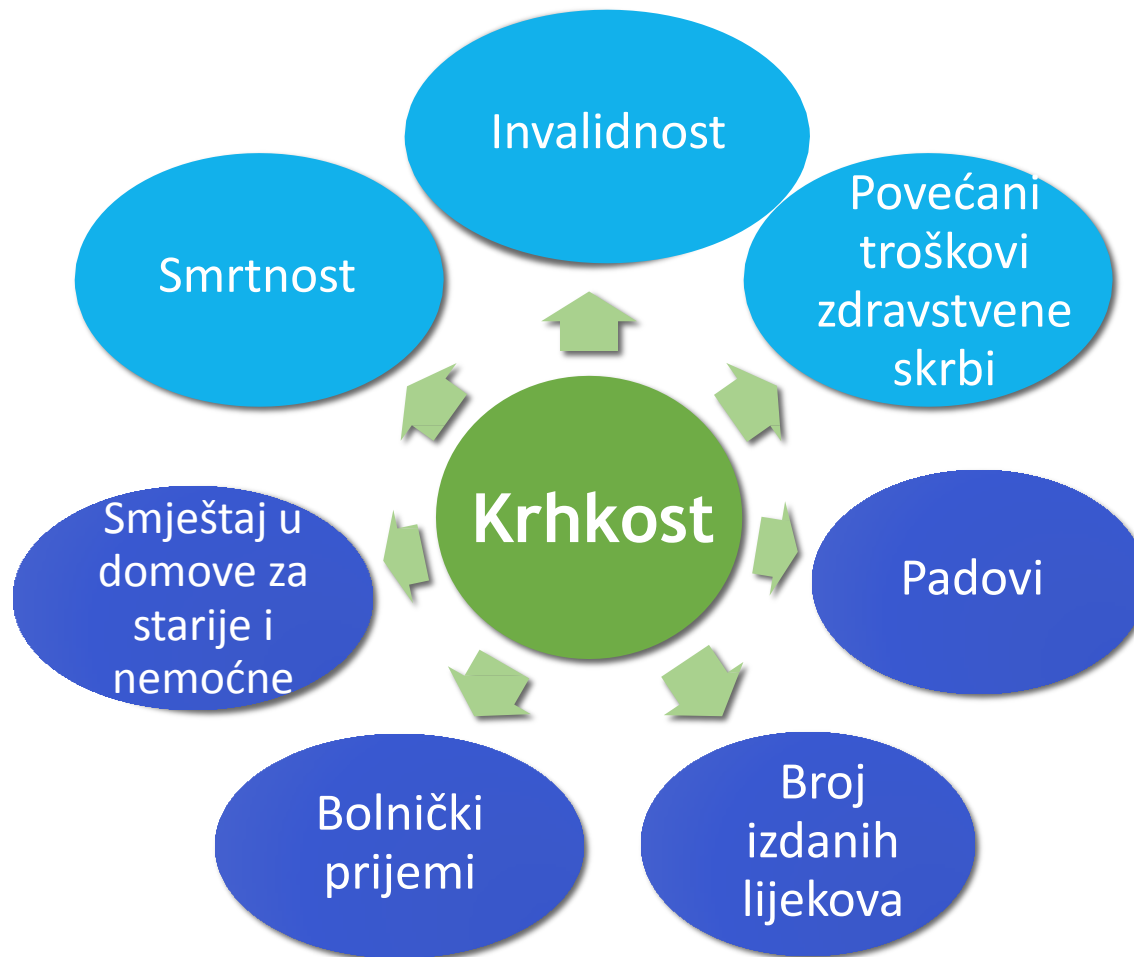 Invalidnost
Smrtnost
Povećani
troškovi
zdravstvene
skrbi
Krhkost
Smještaj u
domove za
starije i
nemoćne
Padovi
Bolnički
prijemi
Broj
izdanih
lijekova